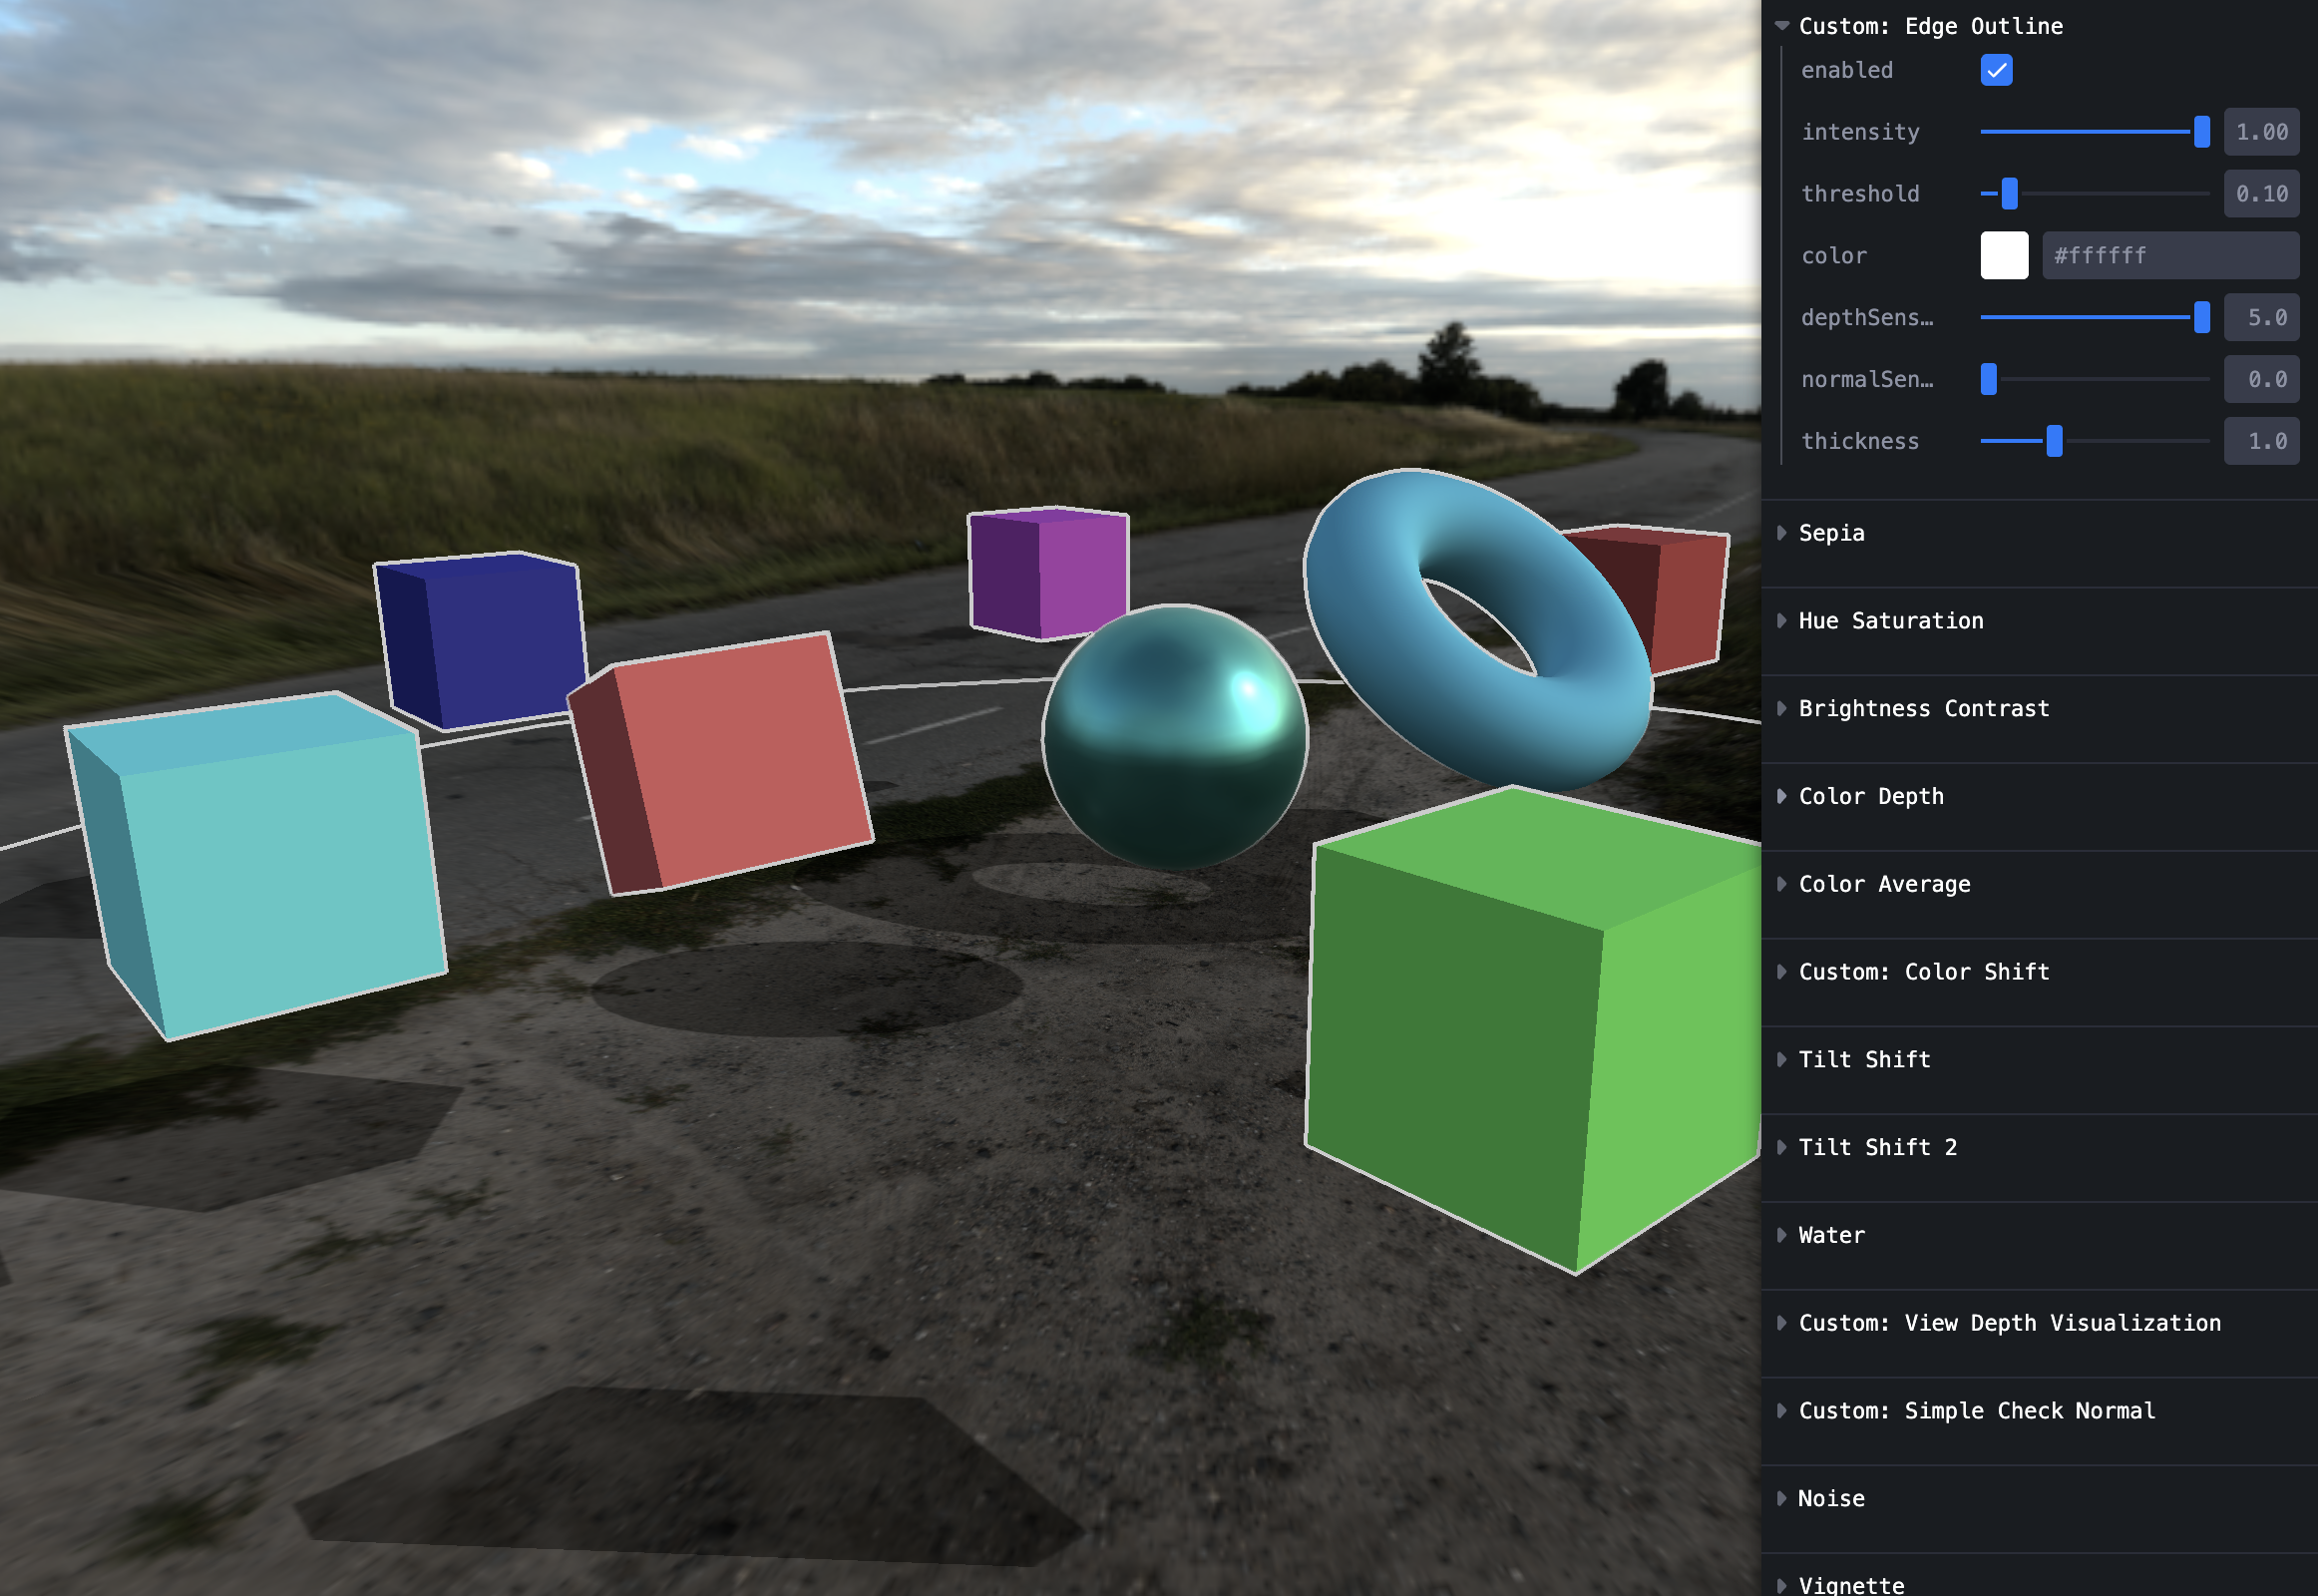 Custom: Edge Outline
enabled
intensity 1.00
threshold 0.10
color #ffffff
depthSens… 5.0
normalSen… 0.0
thickness 1.0
Sepia
Hue Saturation
Brightness Contrast
Color Depth
Color Average
Custom: Color Shift
Tilt Shift
Tilt Shift 2
Water
Custom: View Depth Visualization
Custom: Simple Check Normal
Noise
Vignette